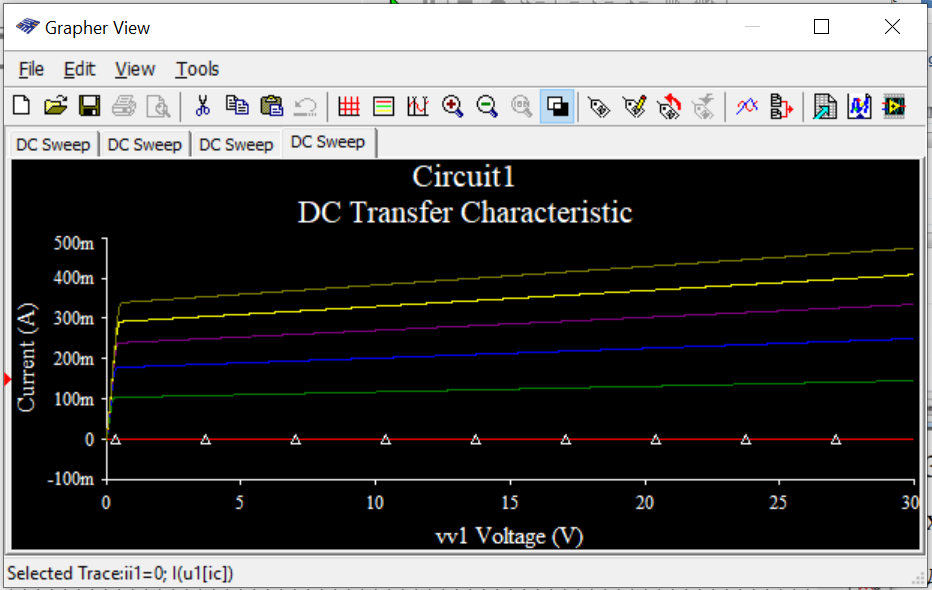 Grapher View
File Edit View Tools
DC Sweep DC Sweep DC Sweep DC Sweep
Circuit1
DC Transfer Characteristic
500m
400m
300m
200m
100m
0
-100m
Current (A)
0 5 10 15 20 25 30
vv1 Voltage (V)
Selected Trace:ii1=0; I(u1[ic])